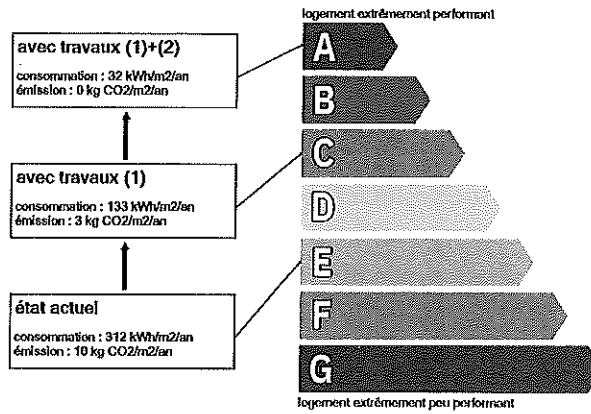 logement extrêmement performant
avec travaux (1)+(2)
consommation : 32 kWh/m2/an
émission : 0 kg CO2/m2/an
avec travaux (1)
consommation : 133 kWh/m2/an
émission : 3 kg CO2/m2/an
état actuel
consommation : 312 kWh/m2/an
émission : 10 kg CO2/m2/an
A
B
C
D
E
F
G
logement extrêmement peu performant